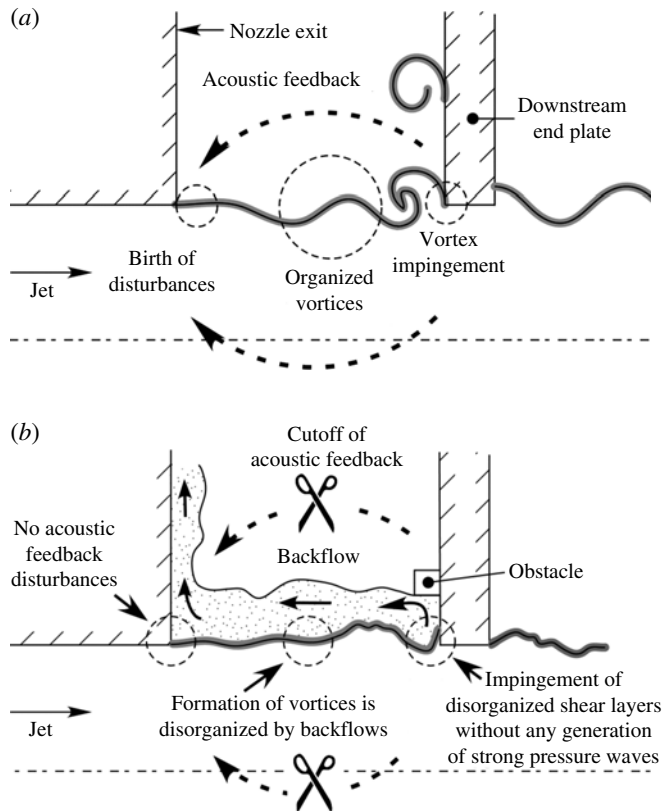 (a)
Nozzle exit
Acoustic feedback
Downstream
end plate
Birth of
disturbances
Organized
vortices
Vortex
impingement
Jet
(b)
Cutoff of
acoustic feedback
No acoustic
feedback
disturbances
Backflow
Obstacle
Formation of vortices is
disorganized by backflows
Impingement of
disorganized shear layers
without any generation
of strong pressure waves
Jet